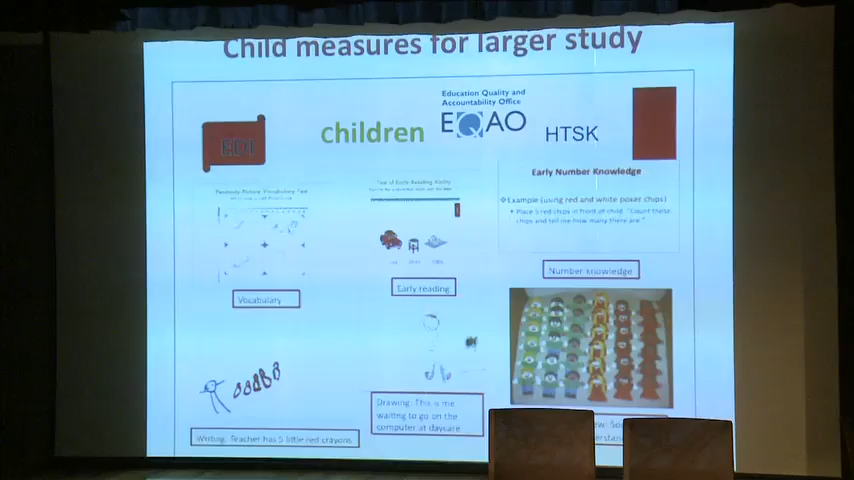 Child measures for larger study
Education Quality and
Accountability Office
EQAO
EDI
children
HTSK
Early Number Knowledge
Example (using red and white poker chips)
Place 5 red chips in front of child. "Count these
chips and tell me how many there are."
Peabody Picture Vocabulary Test
Test of Early Reading Ability
Number knowledge
Early reading
Vocabulary
Drawing: This is me
waiting to go on the
computer at daycare
Writing: Teacher has 5 little red crayons